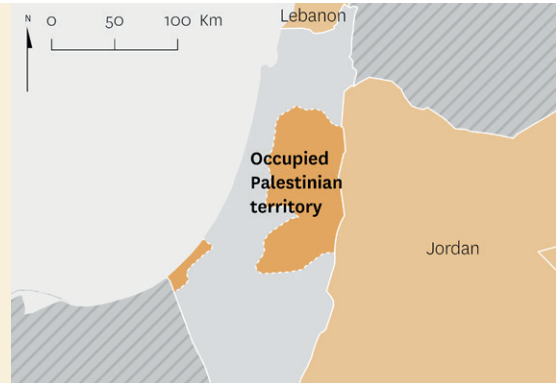 Lebanon
N 0 50 100 Km
Occupied
Palestinian
territory
Jordan